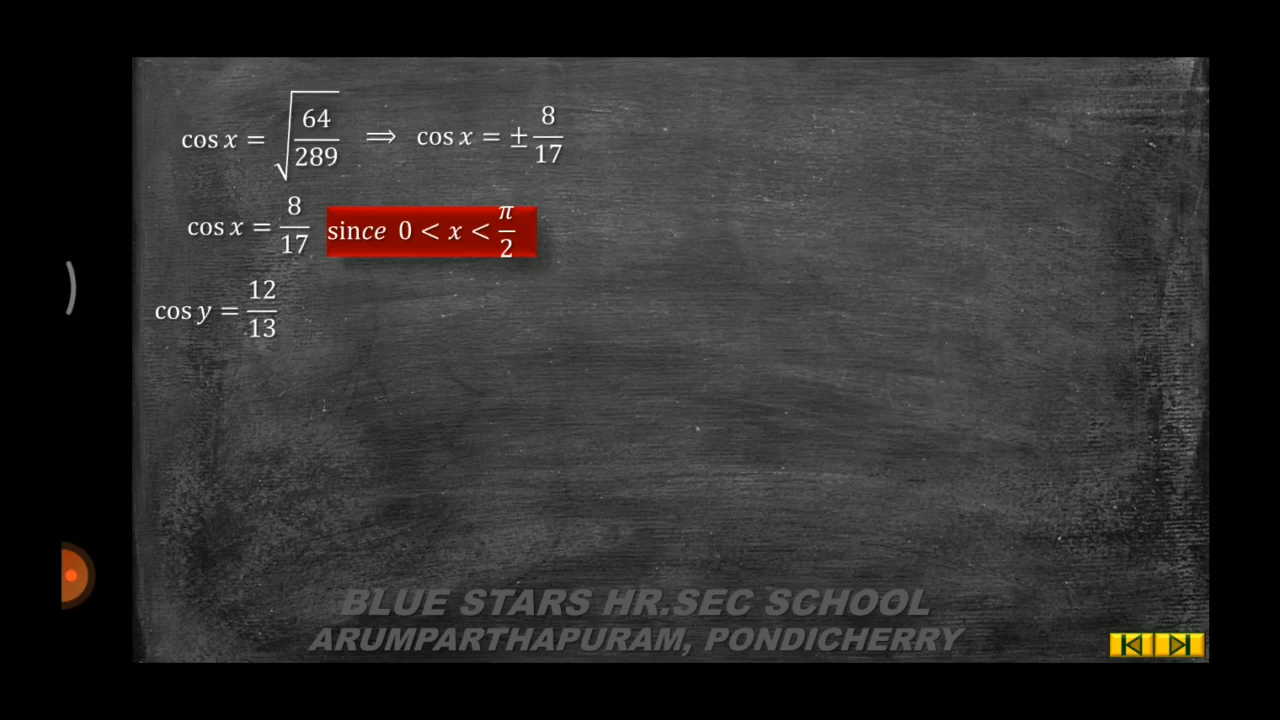 cos x = √(64/289) ⟹ cos x = ± 8/17
cos x = 8/17 since 0 < x < π/2
cos y = 12/13
BLUE STARS HR.SEC SCHOOL
ARUMPARTHAPURAM, PONDICHERRY